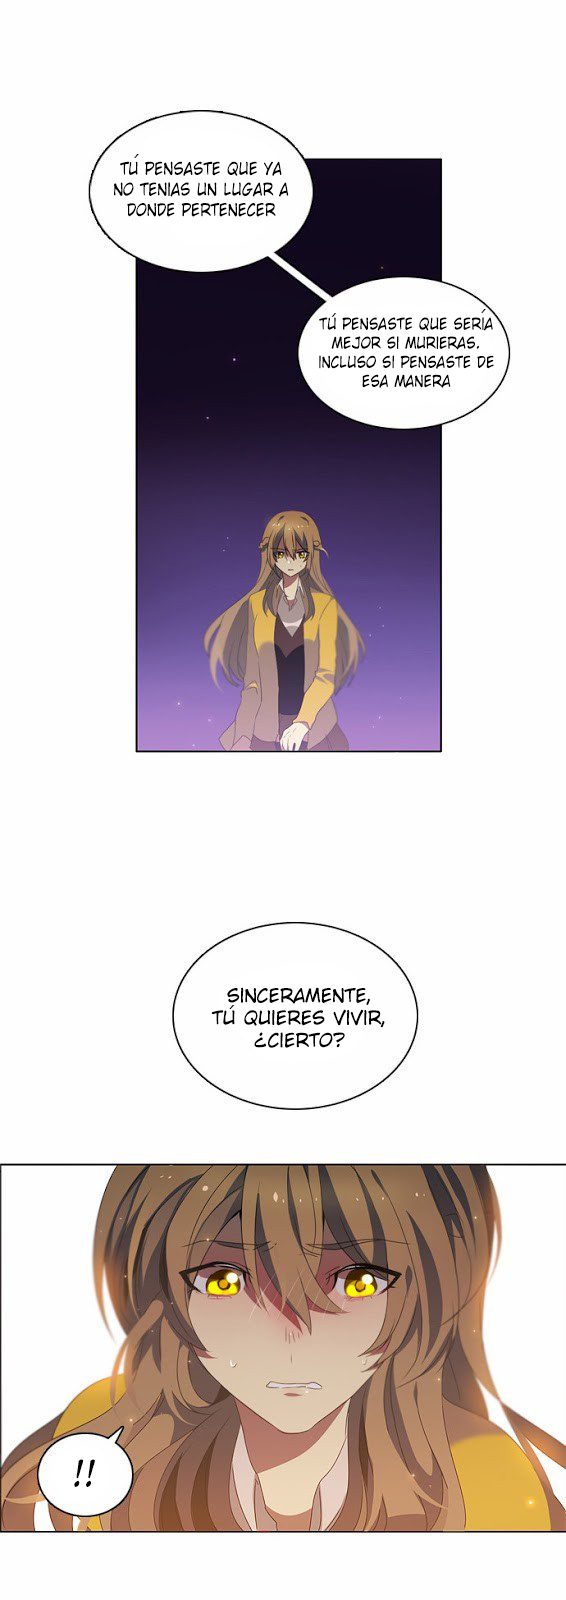 TÚ PENSASTE QUE YA
NO TENIAS UN LUGAR A
DONDE PERTENECER
TÚ PENSASTE QUE SERÍA
MEJOR SI MURIERAS.
INCLUSO SI PENSASTE DE
ESA MANERA
SINCERAMENTE,
TÚ QUIERES VIVIR,
¿CIERTO?
!!